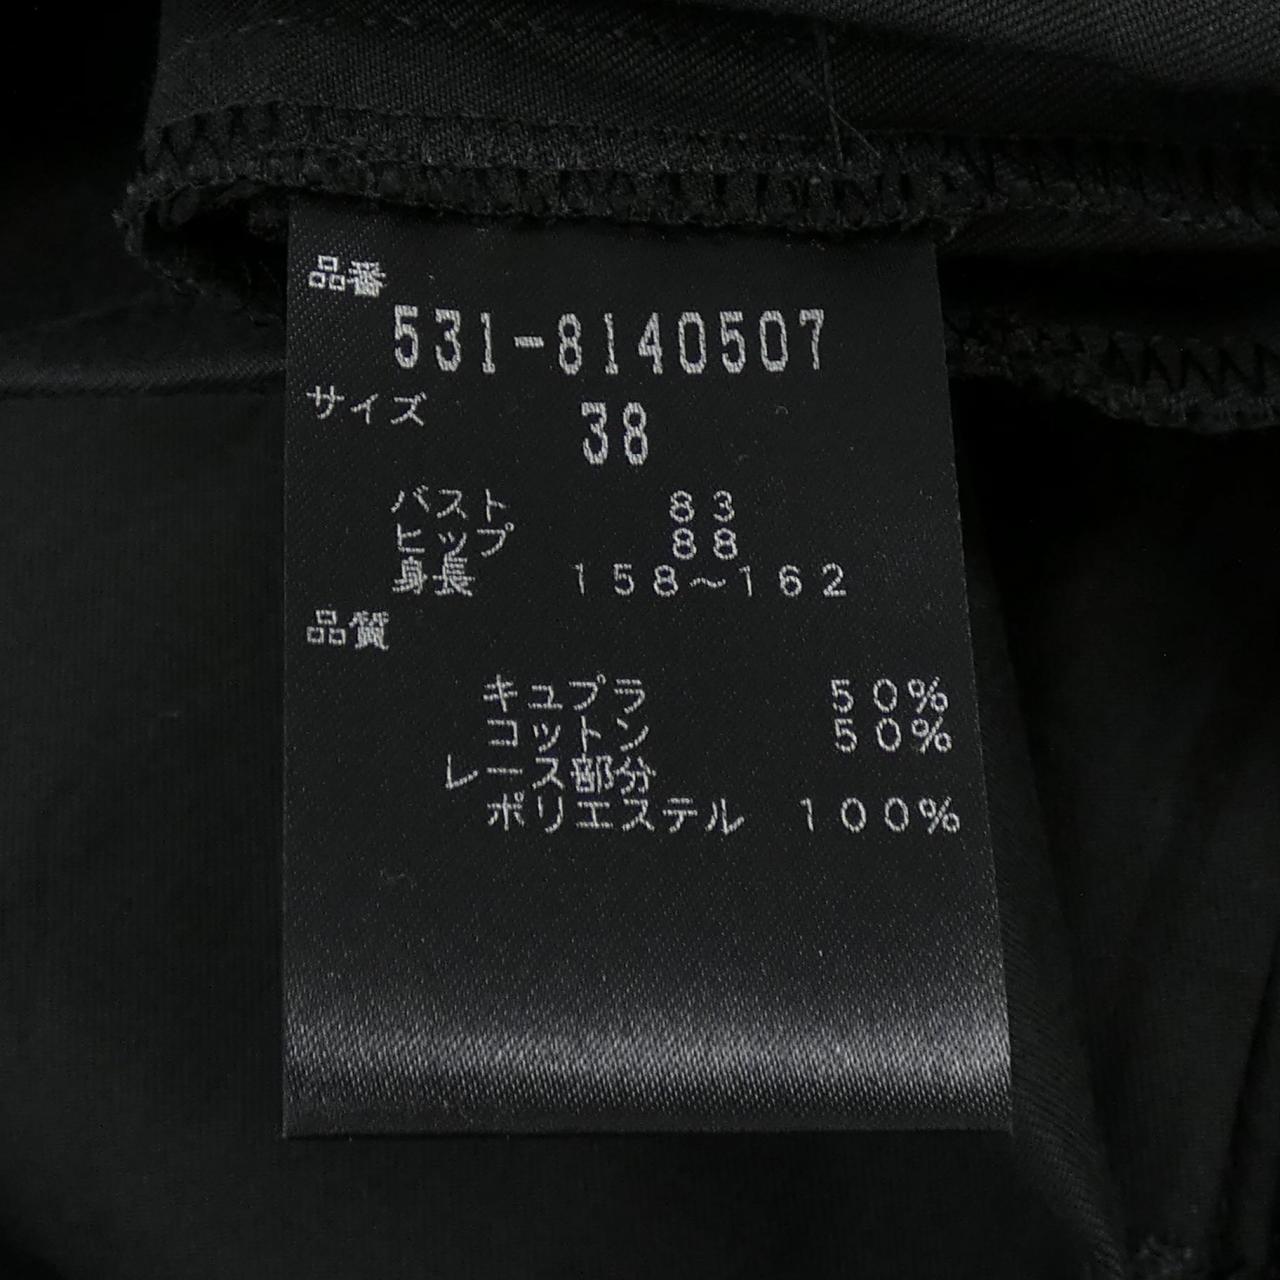 品番
531-8140507
サイズ 38
バスト 83
ヒップ 88
身長 158～162
品質
キュプラ 50%
コットン 50%
レース部分
ポリエステル 100%